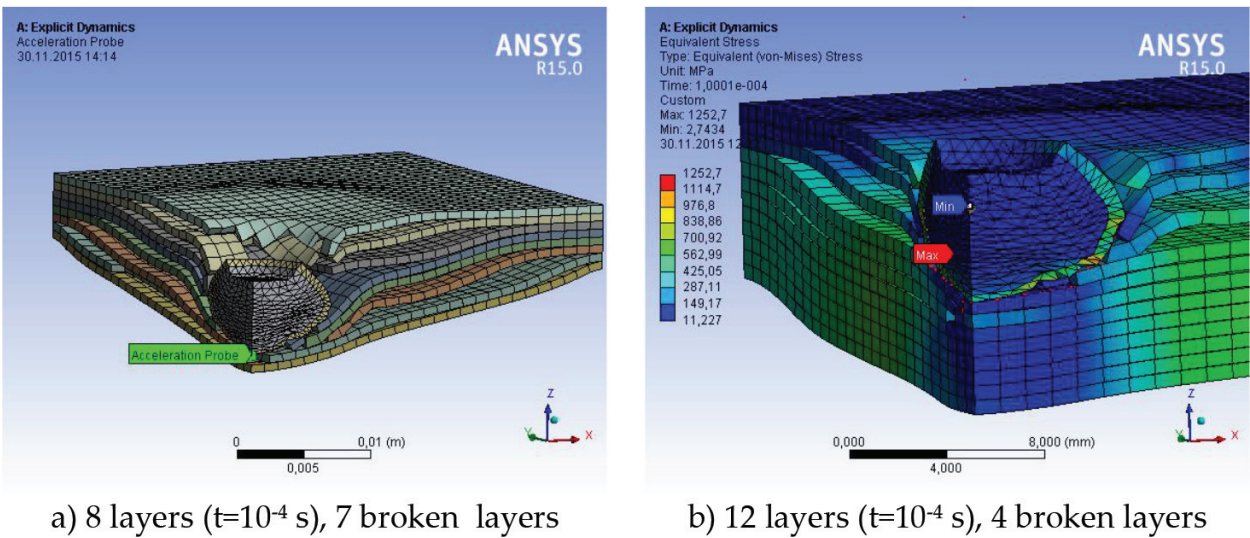 A: Explicit Dynamics
Acceleration Probe
30.11.2015 14:14
ANSYS
R15.0
Acceleration Probe
Z
Y
X
0
0,01 (m)
0,005
a) 8 layers (t=10-4 s), 7 broken layers
A: Explicit Dynamics
Equivalent Stress
Type: Equivalent (von-Mises) Stress
Unit: MPa
Time: 1,0001e-004
Custom
Max: 1252,7
Min: 2,7434
30.11.2015 12
ANSYS
R15.0
1252,7
1114,7
976,8
838,86
700,92
562,99
425,05
287,11
149,17
11,227
Min
Max
Z
Y
X
0,000
8,000 (mm)
4,000
b) 12 layers (t=10-4 s), 4 broken layers